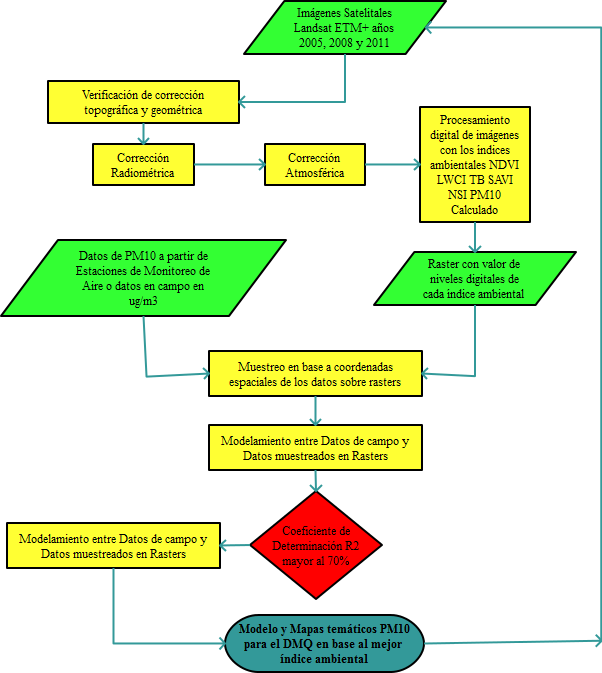 Imágenes Satelitales
Landsat ETM+ años
2005, 2008 y 2011
Verificación de corrección
topográfica y geométrica
Corrección
Radiométrica
Corrección
Atmosférica
Procesamiento
digital de imágenes
con los índices
ambientales NDVI
LWCI TB SAVI
NSI PM10
Calculado
Datos de PM10 a partir de
Estaciones de Monitoreo de
Aire o datos en campo en
ug/m3
Raster con valor de
niveles digitales de
cada índice ambiental
Muestreo en base a coordenadas
espaciales de los datos sobre rasters
Modelamiento entre Datos de campo y
Datos muestreados en Rasters
Coeficiente de
Determinación R2
mayor al 70%
Modelamiento entre Datos de campo y
Datos muestreados en Rasters
Modelo y Mapas temáticos PM10
para el DMQ en base al mejor
índice ambiental